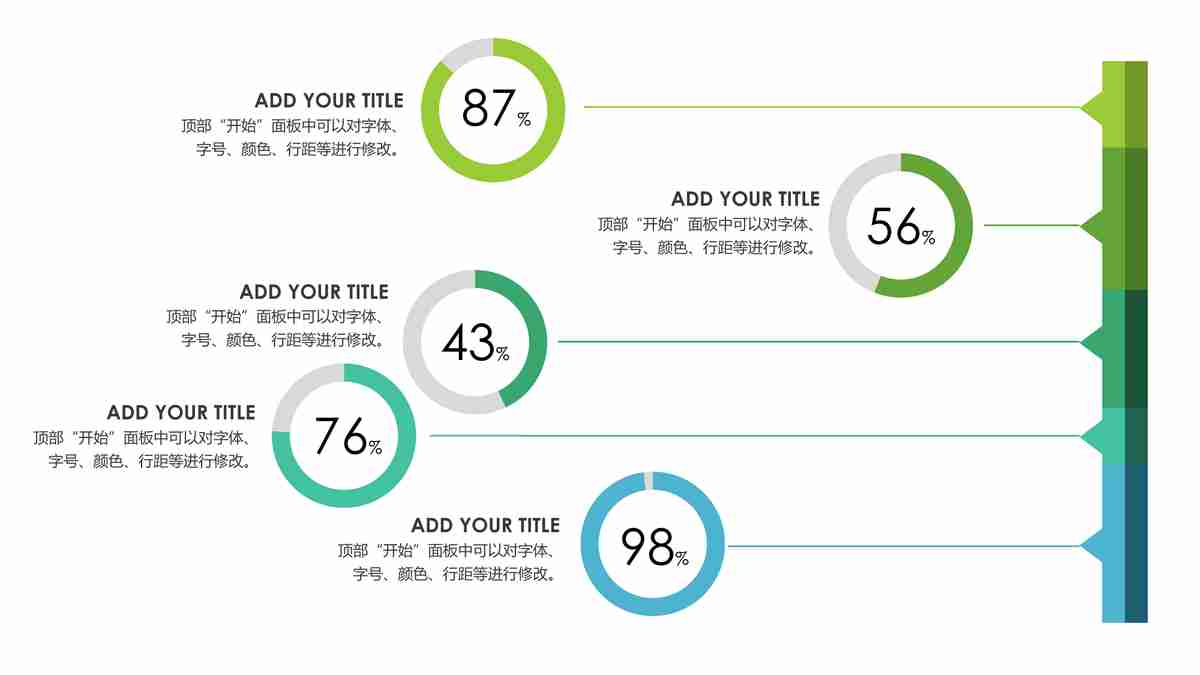 ADD YOUR TITLE
顶部“开始”面板中可以对字体、
字号、颜色、行距等进行修改。
87%
ADD YOUR TITLE
顶部“开始”面板中可以对字体、
字号、颜色、行距等进行修改。
56%
ADD YOUR TITLE
顶部“开始”面板中可以对字体、
字号、颜色、行距等进行修改。
43%
ADD YOUR TITLE
顶部“开始”面板中可以对字体、
字号、颜色、行距等进行修改。
76%
ADD YOUR TITLE
顶部“开始”面板中可以对字体、
字号、颜色、行距等进行修改。
98%